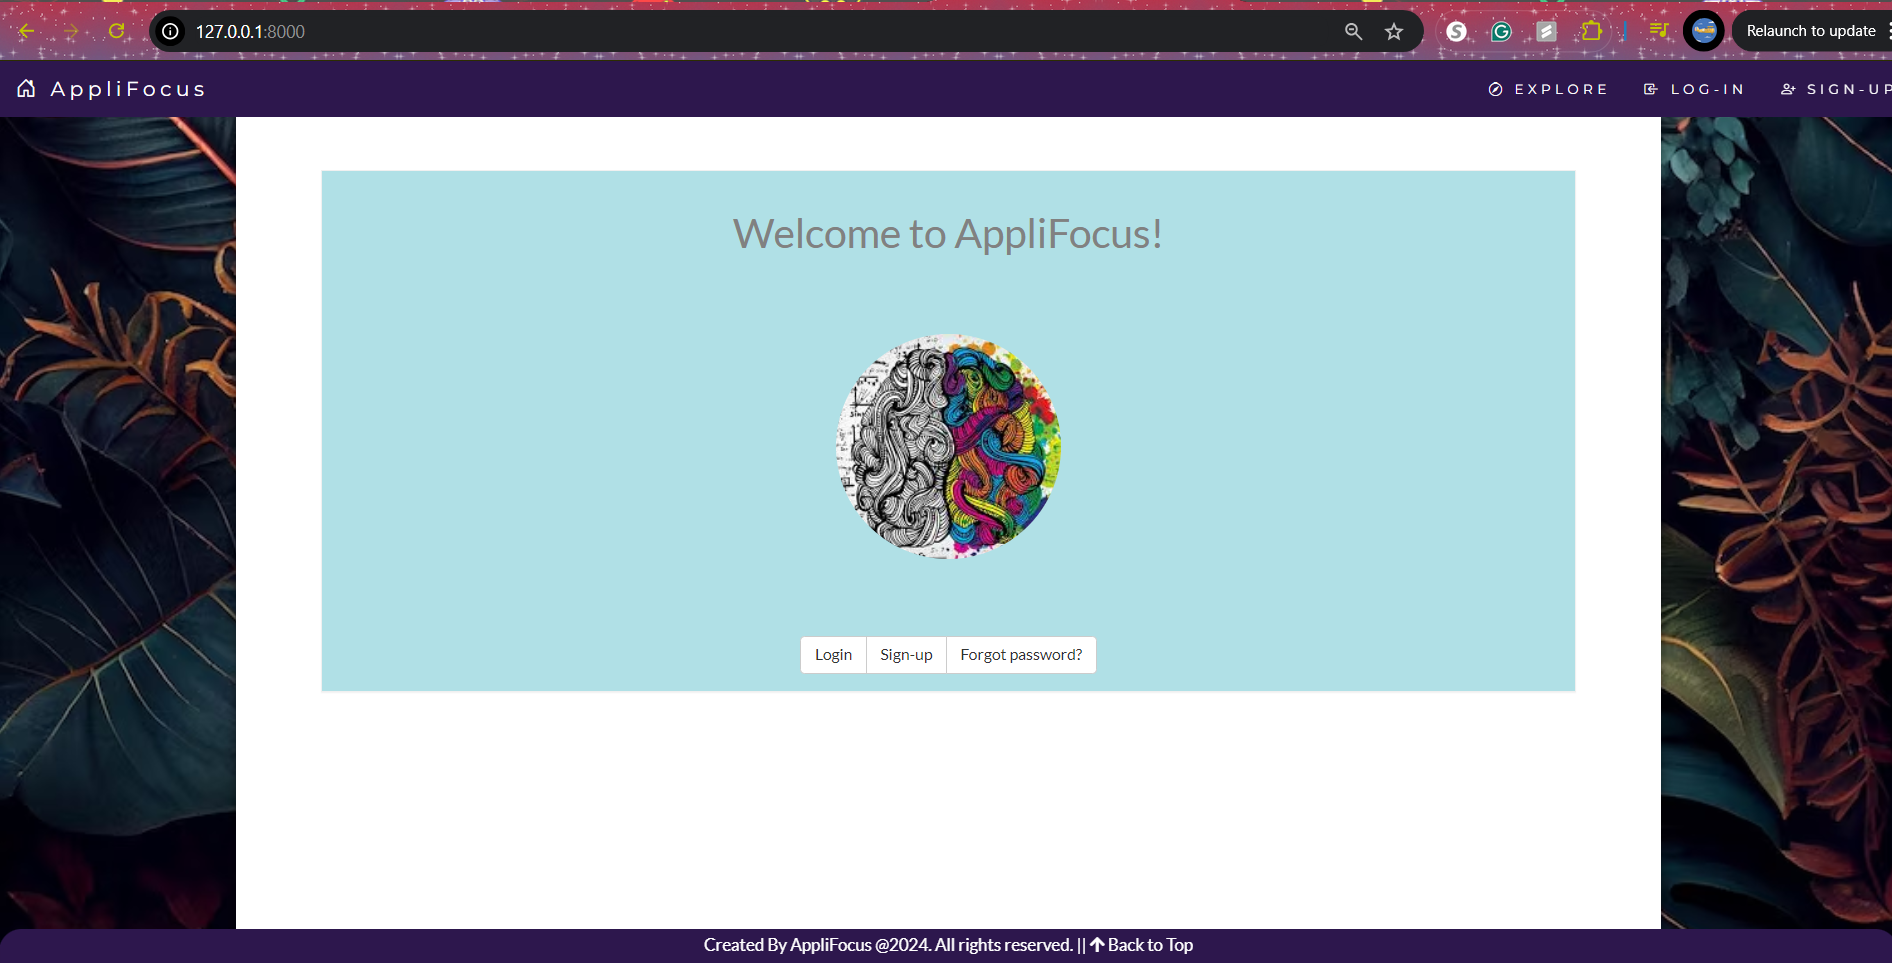 127.0.0.1:8000
Relaunch to update
AppliFocus
EXPLORE
LOG-IN
SIGN-UP
Welcome to AppliFocus!
Login
Sign-up
Forgot password?
Created By AppliFocus @2024. All rights reserved. || Back to Top